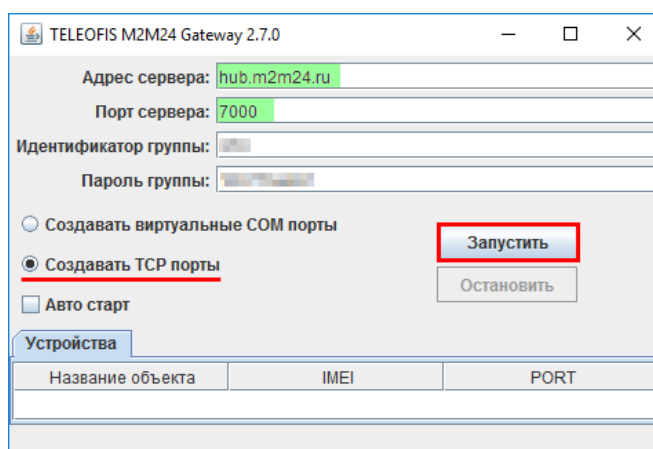 TELEOFIS M2M24 Gateway 2.7.0
Адрес сервера: hub.m2m24.ru
Порт сервера: 7000
Идентификатор группы:
Пароль группы:
Создавать виртуальные COM порты
Запустить
Создавать TCP порты
Остановить
Авто старт
Устройства
Название объекта IMEI PORT